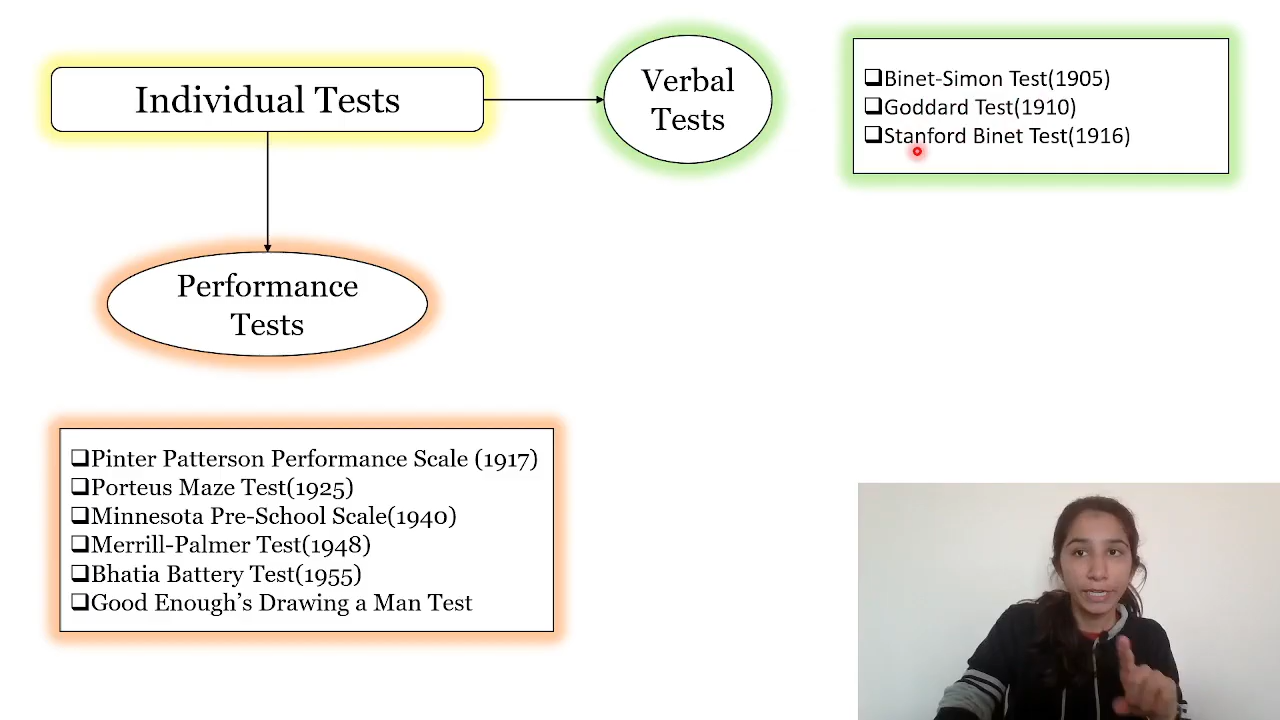 Individual Tests
Verbal
Tests
❑Binet-Simon Test(1905)
❑Goddard Test(1910)
❑Stanford Binet Test(1916)
Performance
Tests
❑Pinter Patterson Performance Scale (1917)
❑Porteus Maze Test(1925)
❑Minnesota Pre-School Scale(1940)
❑Merrill-Palmer Test(1948)
❑Bhatia Battery Test(1955)
❑Good Enough’s Drawing a Man Test